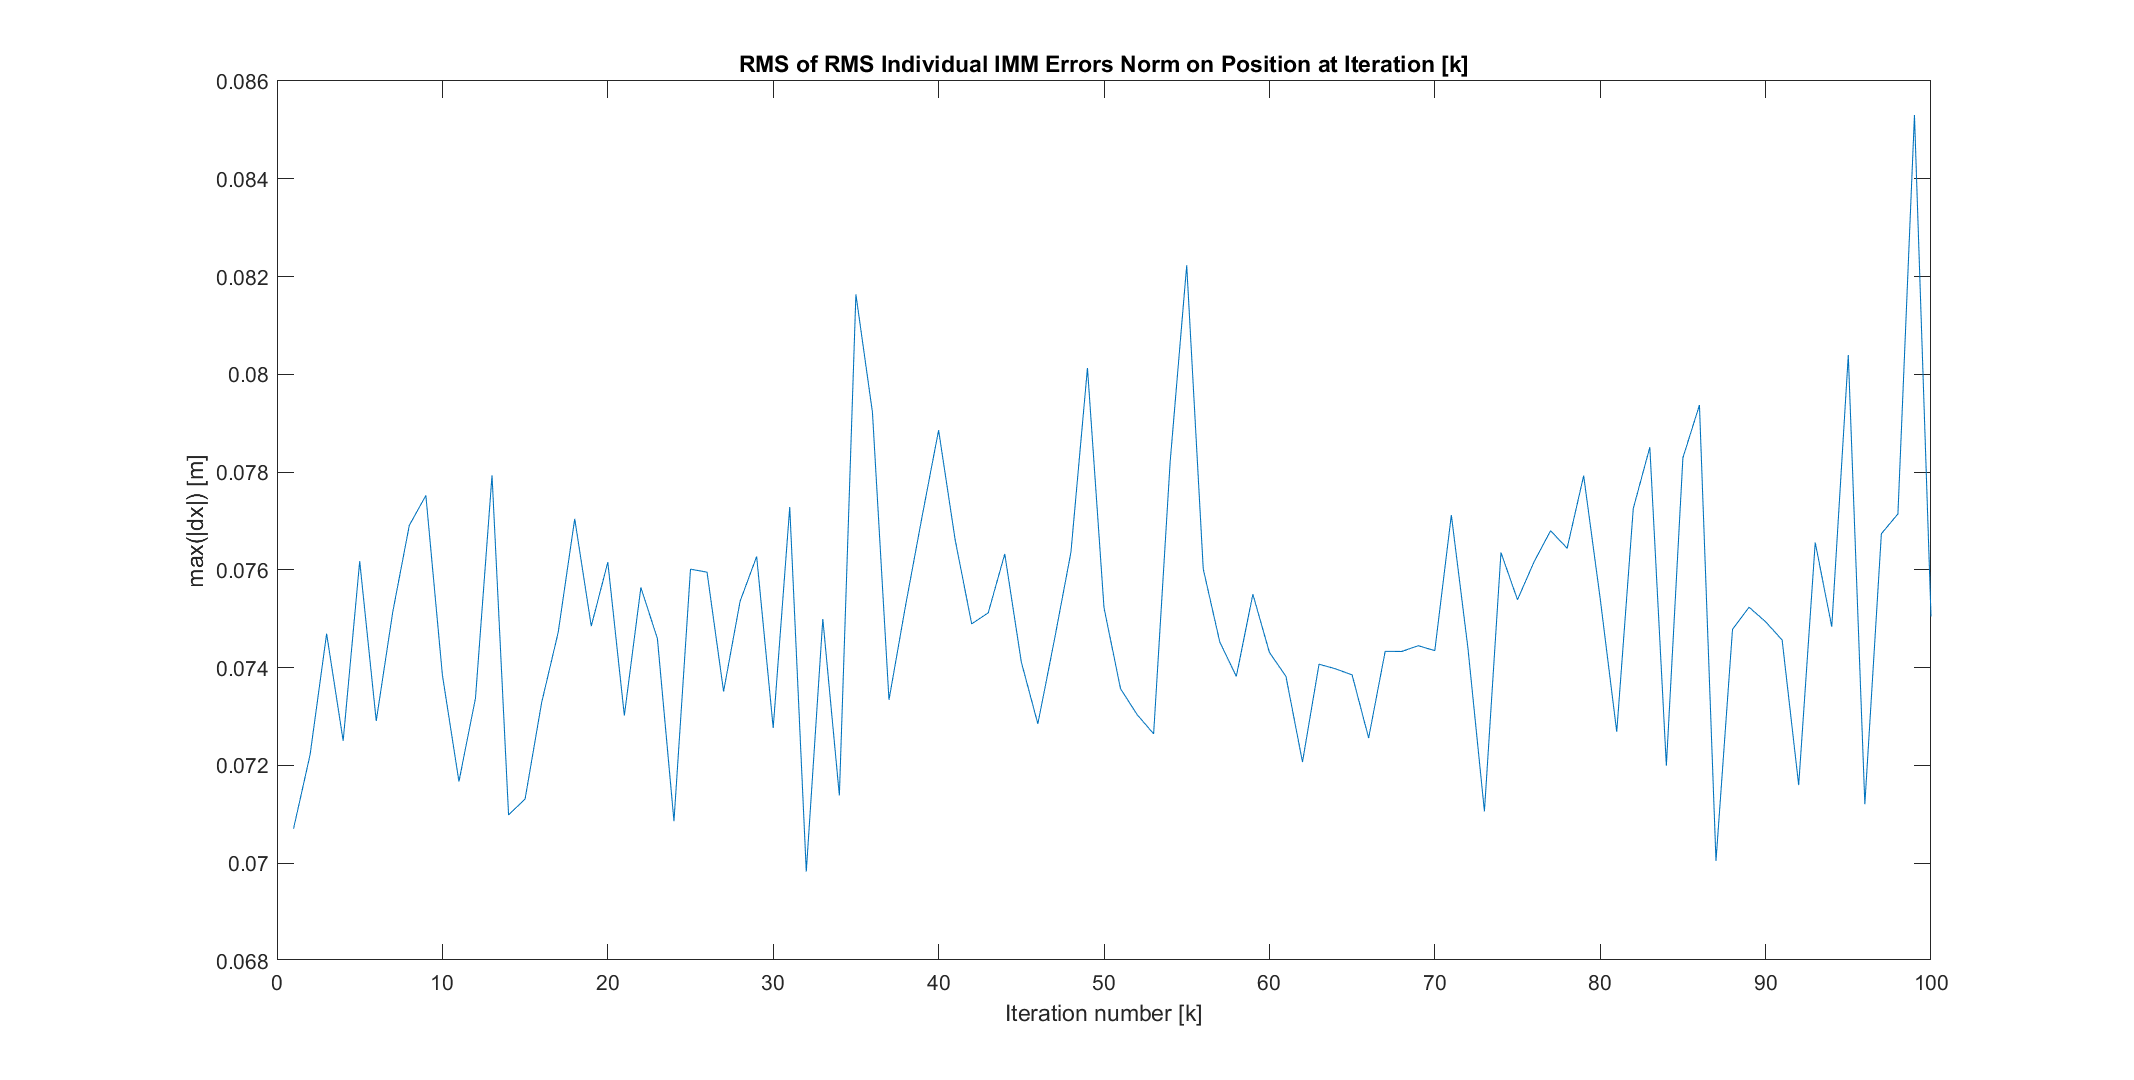 RMS of RMS Individual IMM Errors Norm on Position at Iteration [k]
0.086
0.084
0.082
0.08
0.078
0.076
0.074
0.072
0.07
0.068
max(|dx|) [m]
0 10 20 30 40 50 60 70 80 90 100
Iteration number [k]